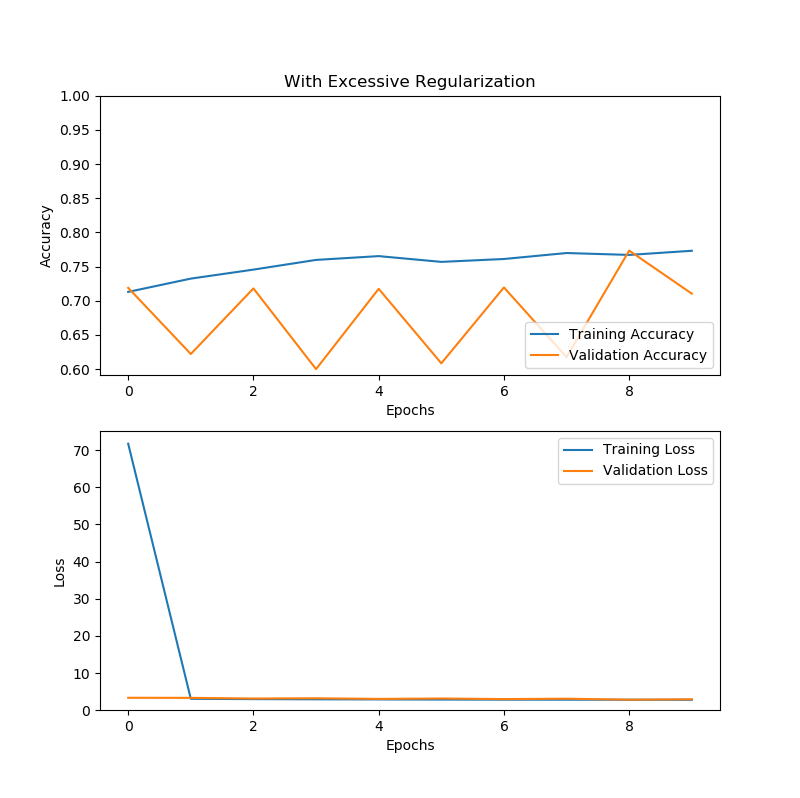 With Excessive Regularization
1.00
0.95
0.90
0.85
0.80
0.75
0.70
0.65
0.60
Accuracy
Training Accuracy
Validation Accuracy
0 2 4 6 8
Epochs
70
60
50
40
30
20
10
0
Loss
Training Loss
Validation Loss
0 2 4 6 8
Epochs